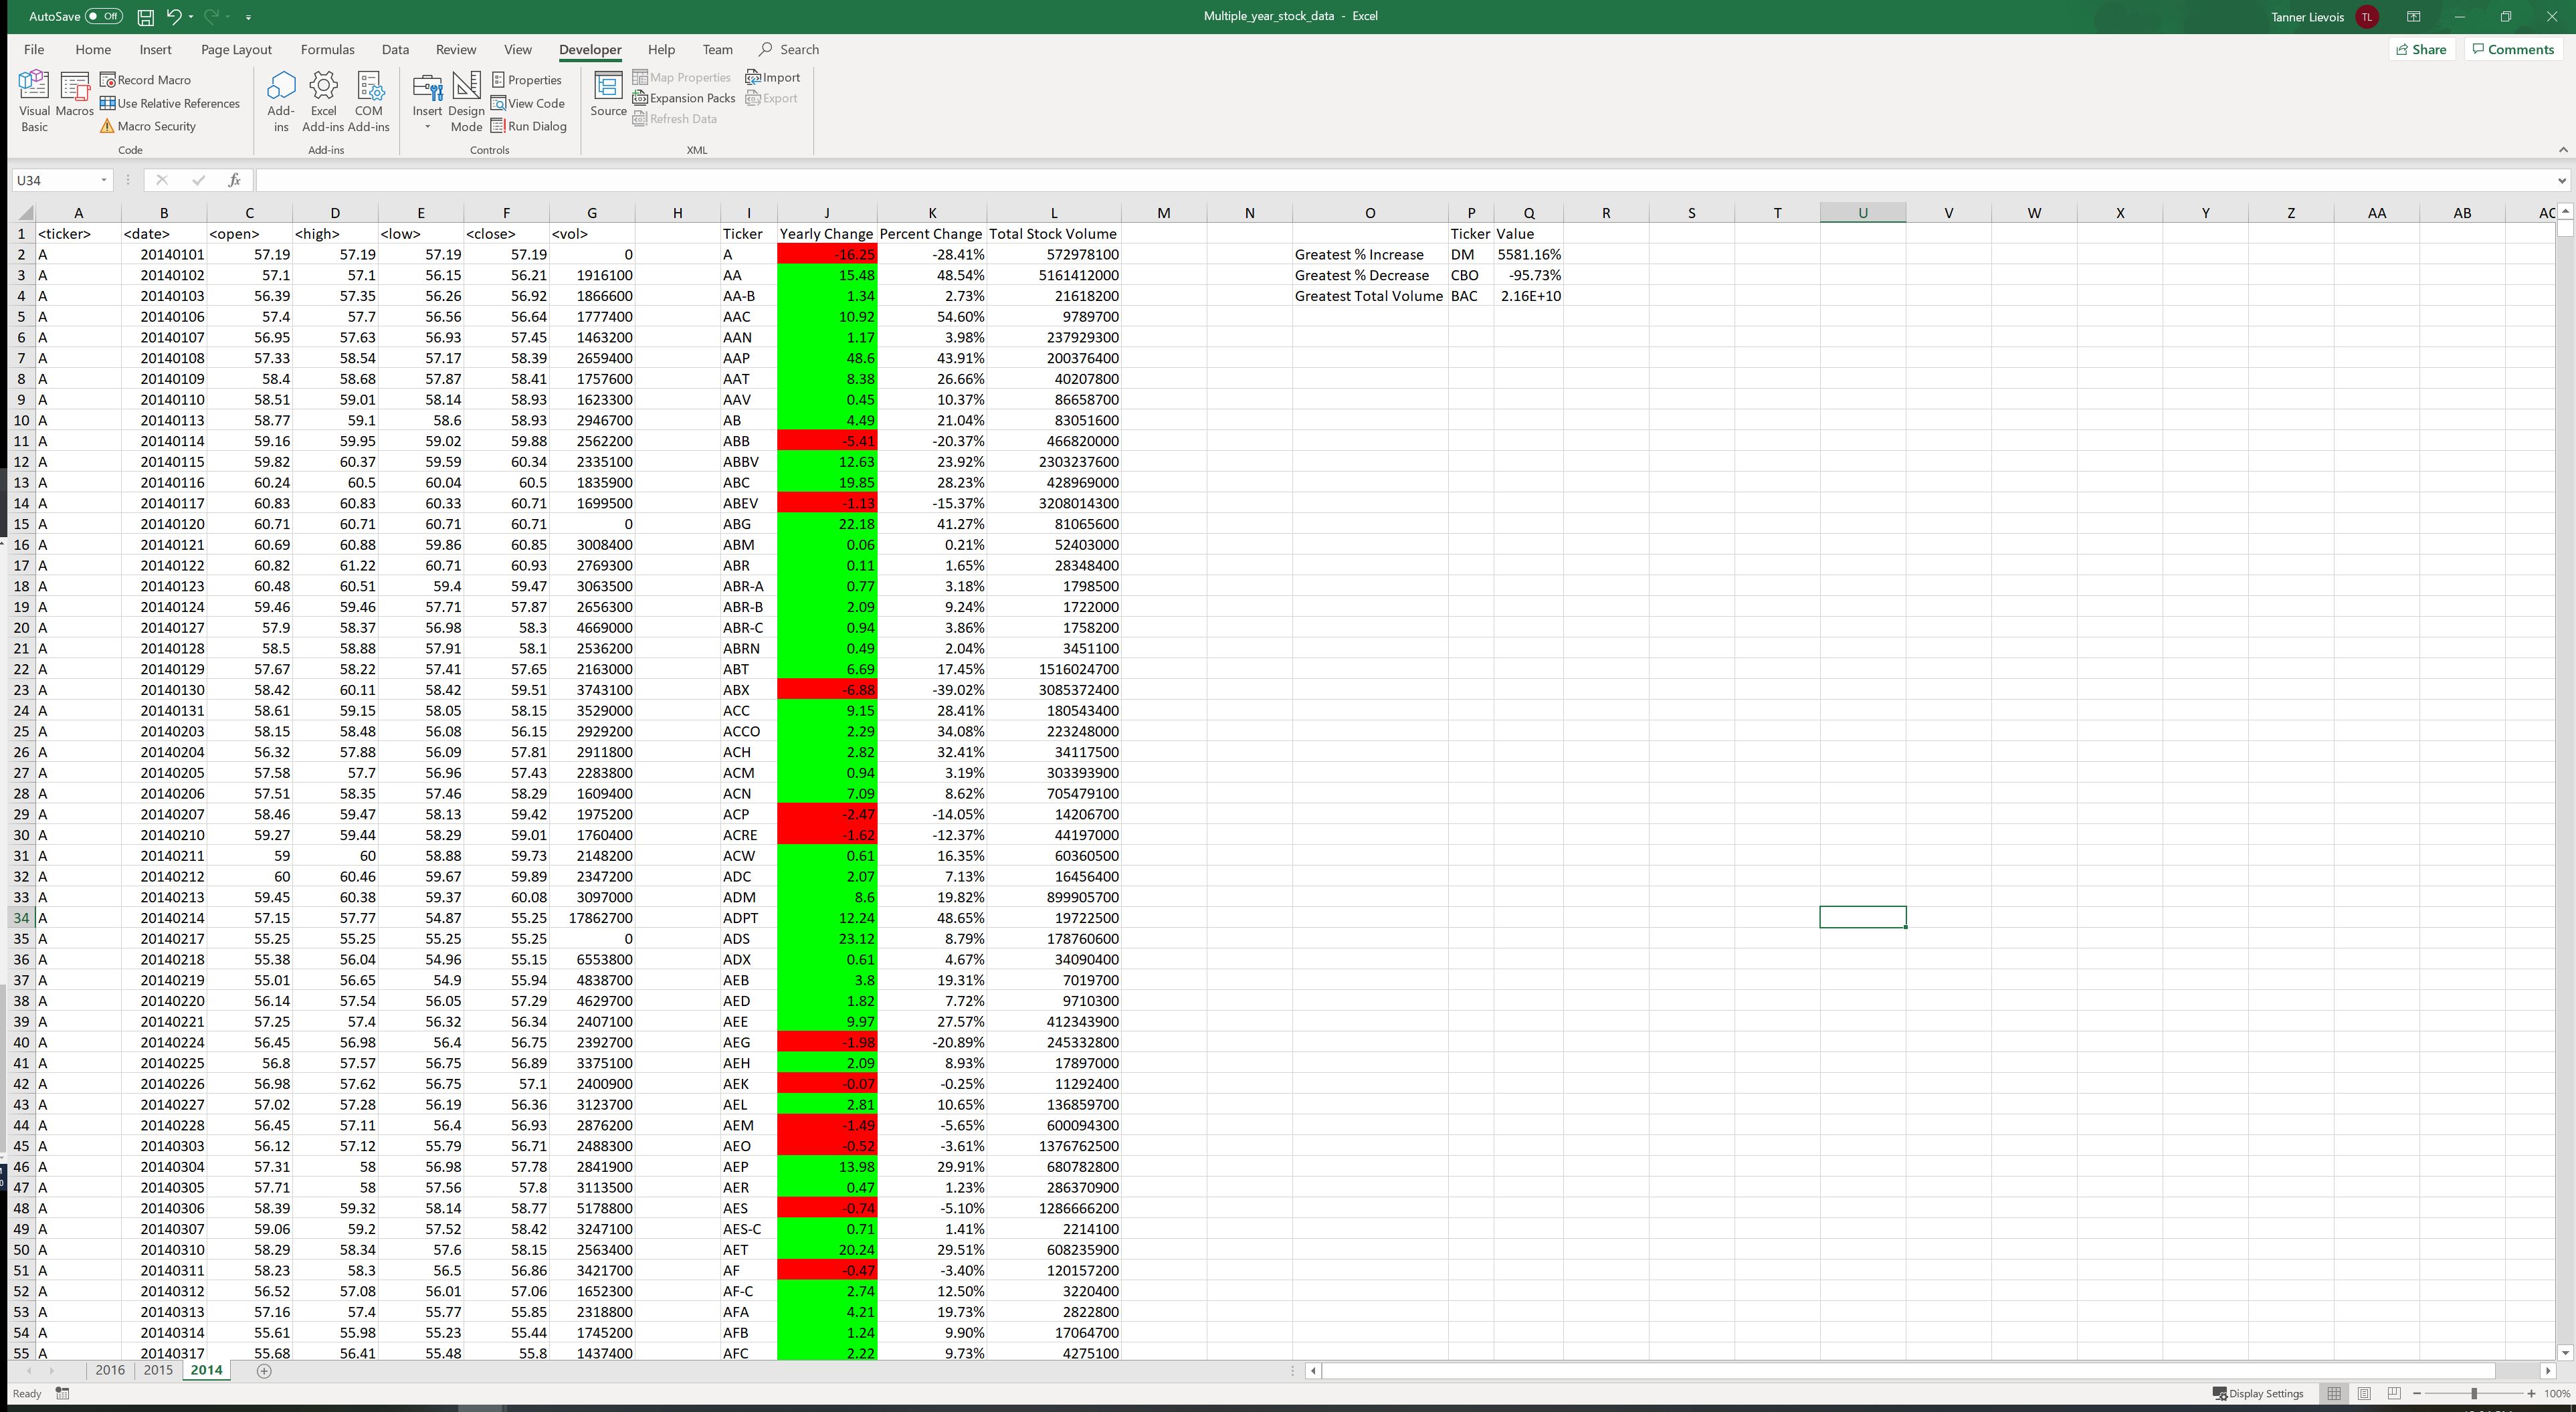 AutoSave Off
Multiple_year_stock_data - Excel
Tanner Lievois TL
File Home Insert Page Layout Formulas Data Review View Developer Help Team Search Share Comments
Visual Basic Macros Record Macro Use Relative References Macro Security Code
Add-ins Excel Add-ins COM Add-ins Add-ins
Insert Design Mode Properties View Code Run Dialog Controls
Source Map Properties Expansion Packs Refresh Data Import Export XML
U34 fx
A B C D E F G H I J K L M N O P Q R S T U V W X Y Z AA AB AC
1 <ticker> <date> <open> <high> <low> <close> <vol> Ticker Yearly Change Percent Change Total Stock Volume Ticker Value
2 A 20140101 57.19 57.19 57.19 57.19 0 A -16.25 -28.41% 572978100 Greatest % Increase DM 5581.16%
3 A 20140102 57.1 57.1 56.15 56.21 1916100 AA 15.48 48.54% 5161412000 Greatest % Decrease CBO -95.73%
4 A 20140103 56.39 57.35 56.26 56.92 1866600 AA-B 1.34 2.73% 21618200 Greatest Total Volume BAC 2.16E+10
5 A 20140106 57.4 57.7 56.56 56.64 1777400 AAC 10.92 54.60% 9789700
6 A 20140107 56.95 57.63 56.93 57.45 1463200 AAN 1.17 3.98% 237929300
7 A 20140108 57.33 58.54 57.17 58.39 2659400 AAP 48.6 43.91% 200376400
8 A 20140109 58.4 58.68 57.87 58.41 1757600 AAT 8.38 26.66% 40207800
9 A 20140110 58.51 59.01 58.14 58.93 1623300 AAV 0.45 10.37% 86658700
10 A 20140113 58.77 59.1 58.6 58.93 2946700 AB 4.49 21.04% 83051600
11 A 20140114 59.16 59.95 59.02 59.88 2562200 ABB -5.41 -20.37% 466820000
12 A 20140115 59.82 60.37 59.59 60.34 2335100 ABBV 12.63 23.92% 2303237600
13 A 20140116 60.24 60.5 60.04 60.5 1835900 ABC 19.85 28.23% 428969000
14 A 20140117 60.83 60.83 60.33 60.71 1699500 ABEV -1.13 -15.37% 3208014300
15 A 20140120 60.71 60.71 60.71 60.71 0 ABG 22.18 41.27% 81065600
16 A 20140121 60.69 60.88 59.86 60.85 3008400 ABM 0.06 0.21% 52403000
17 A 20140122 60.82 61.22 60.71 60.93 2769300 ABR 0.11 1.65% 28348400
18 A 20140123 60.48 60.51 59.4 59.47 3063500 ABR-A 0.77 3.18% 1798500
19 A 20140124 59.46 59.46 57.71 57.87 2656300 ABR-B 2.09 9.24% 1722000
20 A 20140127 57.9 58.37 56.98 58.3 4669000 ABR-C 0.94 3.86% 1758200
21 A 20140128 58.5 58.88 57.91 58.1 2536200 ABRN 0.49 2.04% 3451100
22 A 20140129 57.67 58.22 57.41 57.65 2163000 ABT 6.69 17.45% 1516024700
23 A 20140130 58.42 60.11 58.42 59.51 3743100 ABX -6.88 -39.02% 3085372400
24 A 20140131 58.61 59.15 58.05 58.15 3529000 ACC 9.15 28.41% 180543400
25 A 20140203 58.15 58.48 56.08 56.15 2929200 ACCO 2.29 34.08% 223248000
26 A 20140204 56.32 57.88 56.09 57.81 2911800 ACH 2.82 32.41% 34117500
27 A 20140205 57.58 57.7 56.96 57.43 2283800 ACM 0.94 3.19% 303393900
28 A 20140206 57.51 58.35 57.46 58.29 1609400 ACN 7.09 8.62% 705479100
29 A 20140207 58.46 59.47 58.13 59.42 1975200 ACP -2.47 -14.05% 14206700
30 A 20140210 59.27 59.44 58.29 59.01 1760400 ACRE -1.62 -12.37% 44197000
31 A 20140211 59 60 58.88 59.73 2148200 ACW 0.61 16.35% 60360500
32 A 20140212 60 60.46 59.67 59.89 2347200 ADC 2.07 7.13% 16456400
33 A 20140213 59.45 60.38 59.37 60.08 3097000 ADM 8.6 19.82% 899905700
34 A 20140214 57.15 57.77 54.87 55.25 17862700 ADPT 12.24 48.65% 19722500
35 A 20140217 55.25 55.25 55.25 55.25 0 ADS 23.12 8.79% 178760600
36 A 20140218 55.38 56.04 54.96 55.15 6553800 ADX 0.61 4.67% 34090400
37 A 20140219 55.01 56.65 54.9 55.94 4838700 AEB 3.8 19.31% 7019700
38 A 20140220 56.14 57.54 56.05 57.29 4629700 AED 1.82 7.72% 9710300
39 A 20140221 57.25 57.4 56.32 56.34 2407100 AEE 9.97 27.57% 412343900
40 A 20140224 56.45 56.98 56.4 56.75 2392700 AEG -1.98 -20.89% 245332800
41 A 20140225 56.8 57.57 56.75 56.89 3375100 AEH 2.09 8.93% 17897000
42 A 20140226 56.98 57.62 56.75 57.1 2400900 AEK -0.07 -0.25% 11292400
43 A 20140227 57.02 57.28 56.19 56.36 3123700 AEL 2.81 10.65% 136859700
44 A 20140228 56.45 57.11 56.4 56.93 2876200 AEM -1.49 -5.65% 600094300
45 A 20140303 56.12 57.12 55.79 56.71 2488300 AEO -0.52 -3.61% 1376762500
46 A 20140304 57.31 58 56.98 57.78 2841900 AEP 13.98 29.91% 680782800
47 A 20140305 57.71 58 57.56 57.8 3113500 AER 0.47 1.23% 286370900
48 A 20140306 58.39 59.32 58.14 58.77 5178800 AES -0.74 -5.10% 1286666200
49 A 20140307 59.06 59.2 57.52 58.42 3247100 AES-C 0.71 1.41% 2214100
50 A 20140310 58.29 58.34 57.6 58.15 2563400 AET 20.24 29.51% 608235900
51 A 20140311 58.23 58.3 56.5 56.86 3421700 AF -0.47 -3.40% 120157200
52 A 20140312 56.52 57.08 56.01 57.06 1652300 AF-C 2.74 12.50% 3220400
53 A 20140313 57.16 57.4 55.77 55.85 2318800 AFA 4.21 19.73% 2822800
54 A 20140314 55.61 55.98 55.23 55.44 1745200 AFB 1.24 9.90% 17064700
55 A 20140317 55.68 56.41 55.48 55.8 1437400 AFC 2.22 9.73% 4275100
2016 2015 2014
Ready Display Settings 100%